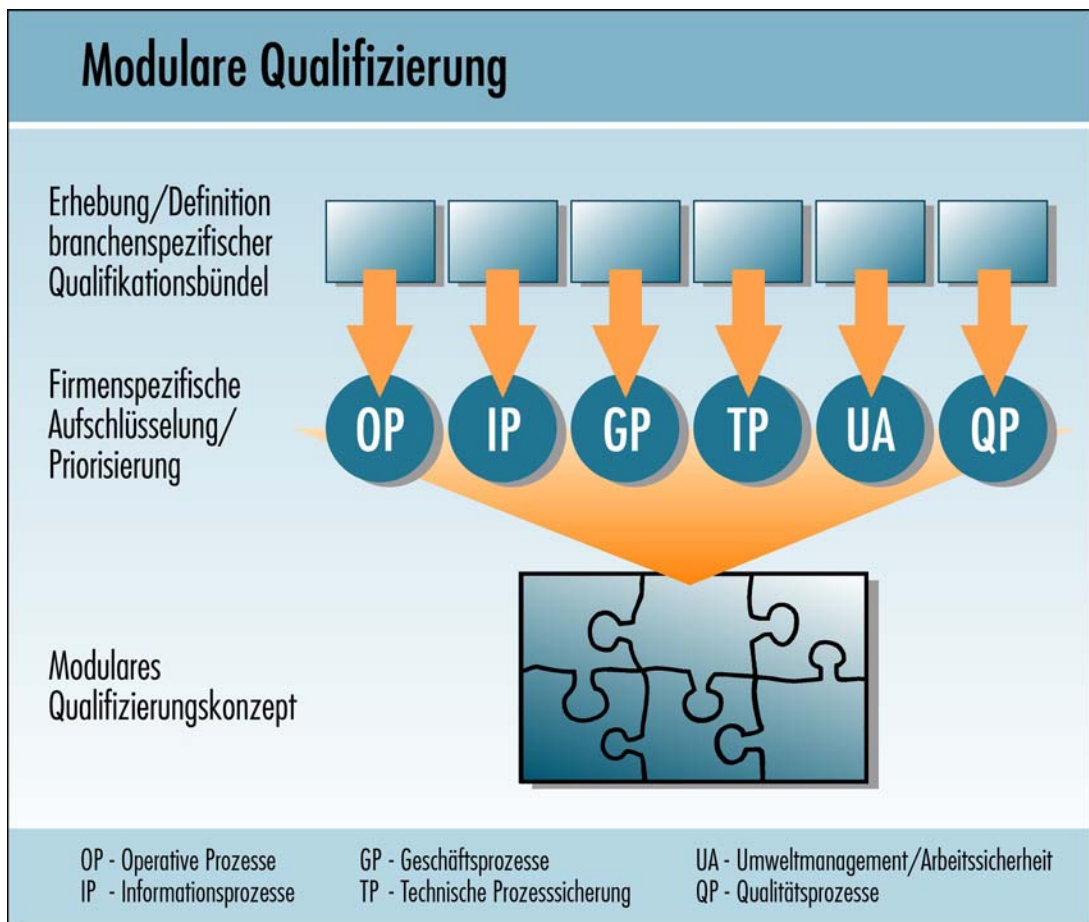 Modulare Qualifizierung
Erhebung/Definition
branchenspezifischer
Qualifikationsbündel
Firmenspezifische
Aufschlüsselung/
Priorisierung
OP IP GP TP UA QP
Modulares
Qualifizierungskonzept
OP - Operative Prozesse
IP - Informationsprozesse
GP - Geschäftsprozesse
TP - Technische Prozesssicherung
UA - Umweltmanagement/Arbeitssicherheit
QP - Qualitätsprozesse